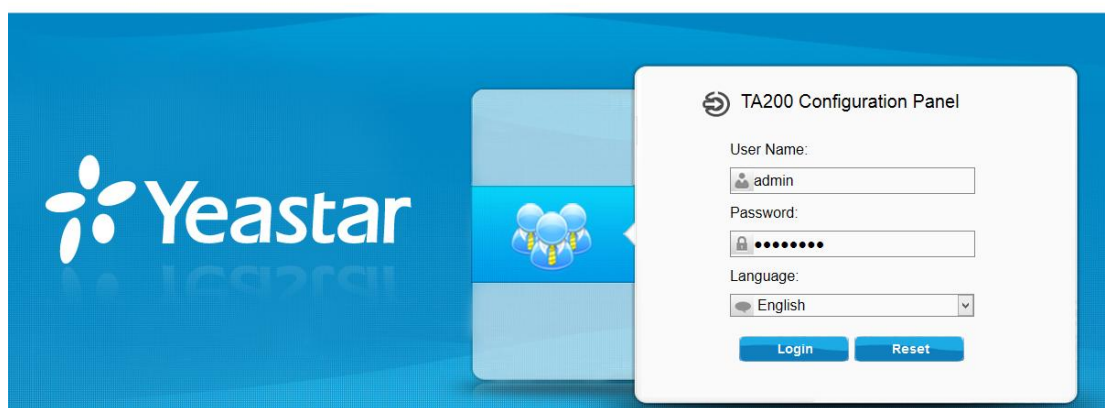 Yeastar
TA200 Configuration Panel
User Name:
admin
Password:
••••••••
Language:
English
Login Reset